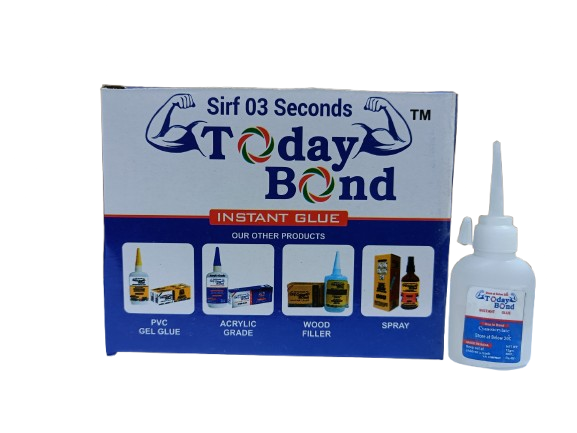 Sirf 03 Seconds
TM
Today
Bond
INSTANT GLUE
OUR OTHER PRODUCTS
PVC
GEL GLUE
ACRYLIC
GRADE
WOOD
FILLER
SPRAY
Today
Bond
INSTANT GLUE
Cyanoacrylate